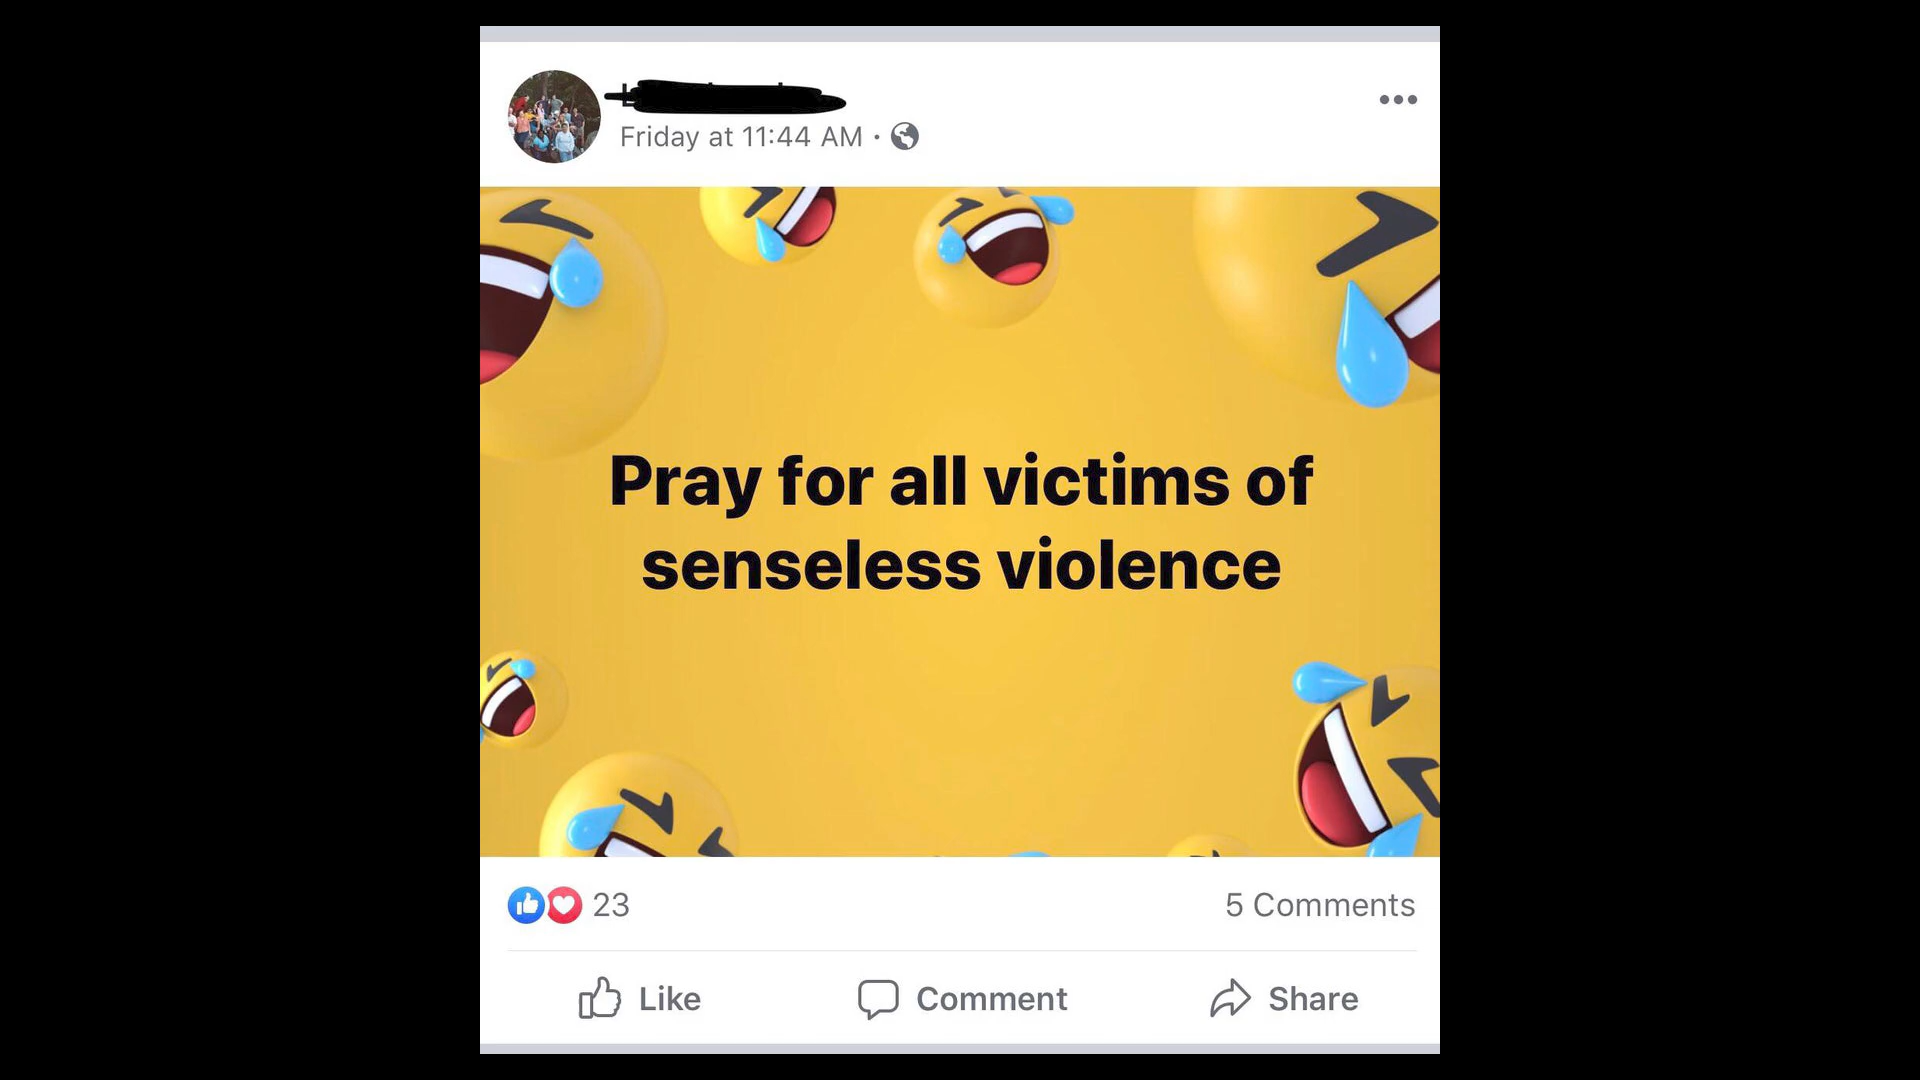 Friday at 11:44 AM ·
Pray for all victims of
senseless violence
23
5 Comments
Like
Comment
Share